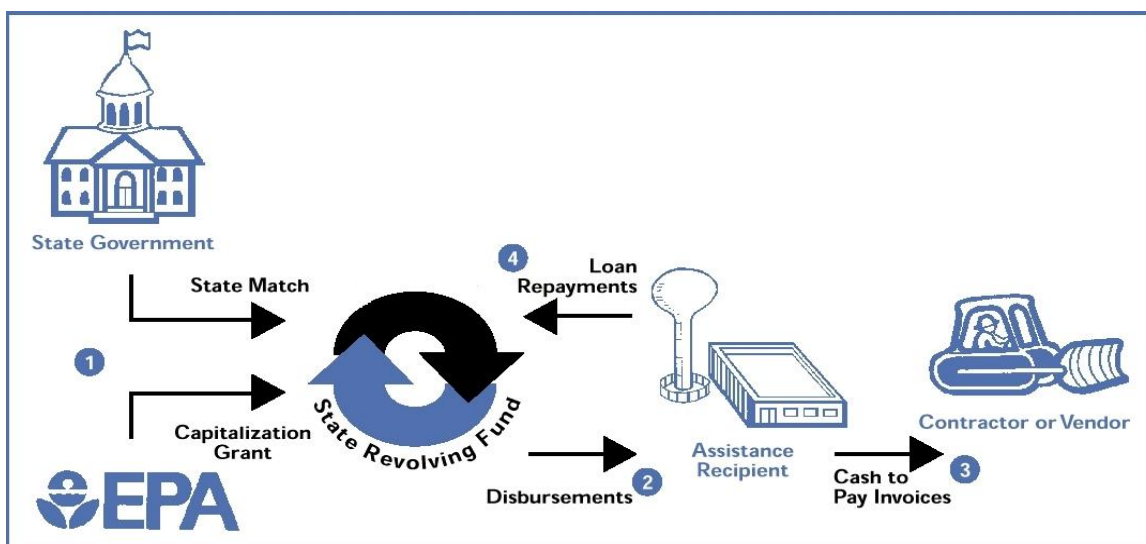 State Government
State Match
1
Capitalization
Grant
EPA
State Revolving Fund
4
Loan
Repayments
Disbursements
2
Assistance
Recipient
Cash to
Pay Invoices
3
Contractor or Vendor